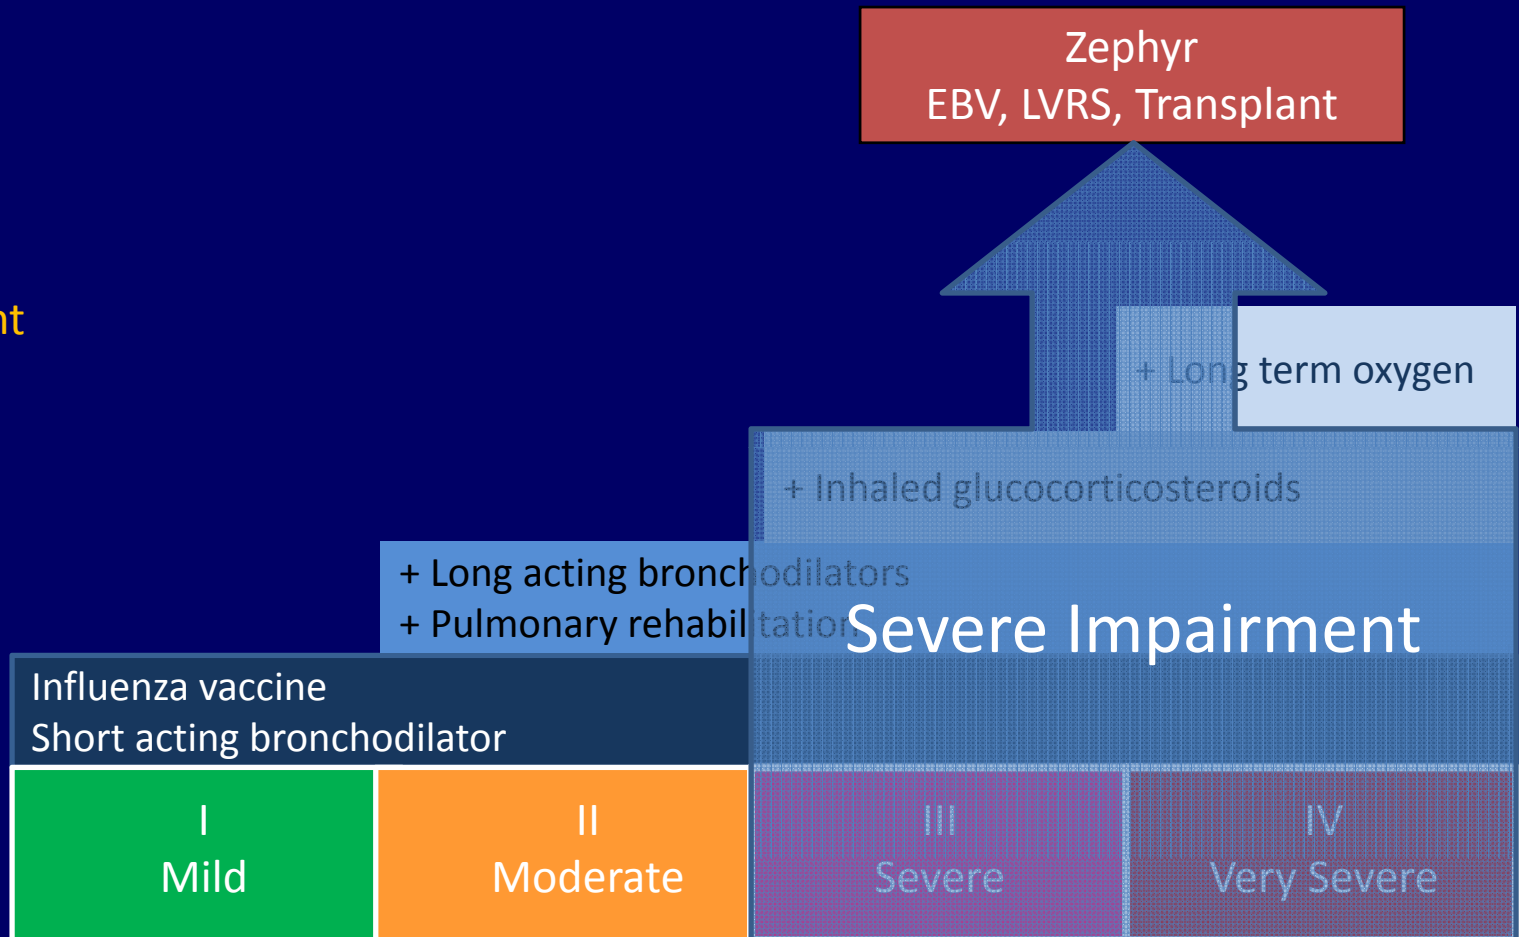 Zephyr
EBV, LVRS, Transplant
nt
+ Long term oxygen
+ Inhaled glucocorticosteroids
+ Long acting bronchodilators
+ Pulmonary rehabilitation
Severe Impairment
Influenza vaccine
Short acting bronchodilator
I
Mild
II
Moderate
III
Severe
IV
Very Severe